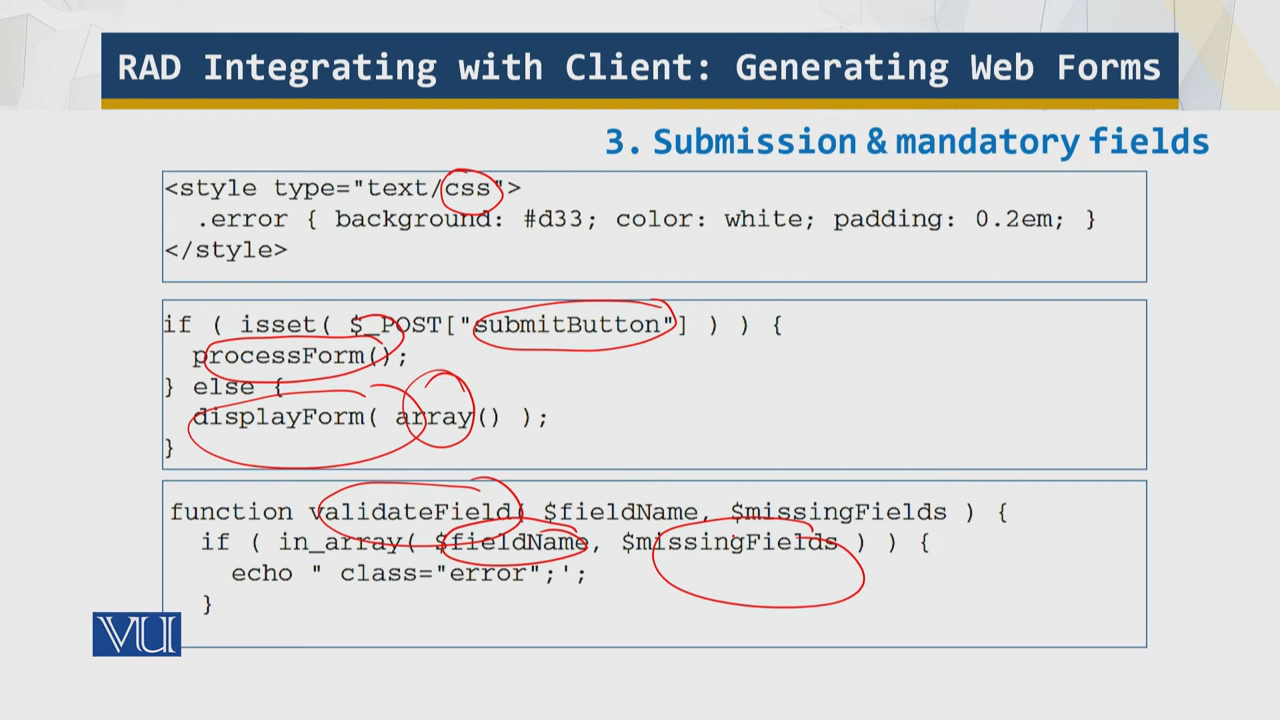 RAD Integrating with Client: Generating Web Forms
3. Submission & mandatory fields
<style type="text/css">
.error { background: #d33; color: white; padding: 0.2em; }
</style>
if ( isset( $_POST["submitButton"] ) ) {
processForm();
} else {
displayForm( array() );
}
function validateField( $fieldName, $missingFields ) {
if ( in_array( $fieldName, $missingFields ) ) {
echo " class="error";';
}
VU